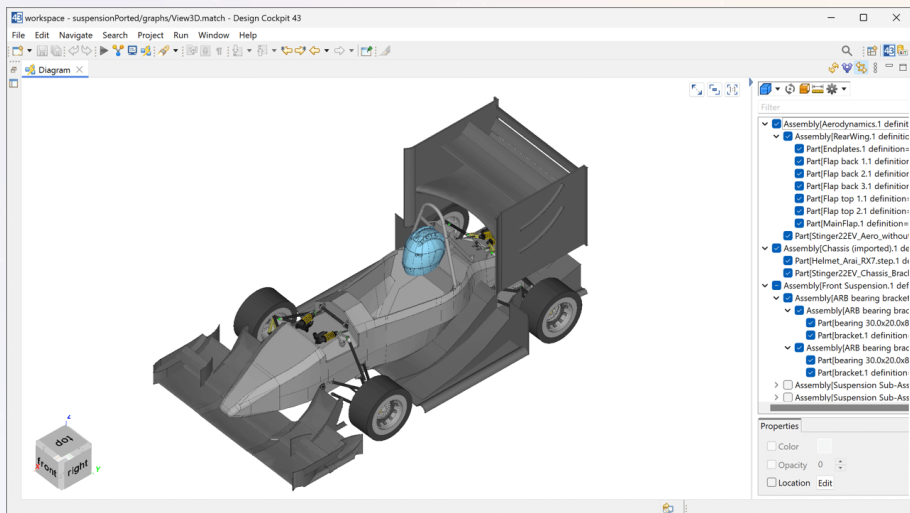 workspace - suspensionPorted/graphs/View3D.match - Design Cockpit 43
File Edit Navigate Search Project Run Window Help
Diagram
Filter
Assembly[Aerodynamics.1 definit
Assembly[RearWing.1 definitio
Part[Endplates.1 definition=
Part[Flap back 1.1 definition
Part[Flap back 2.1 definition
Part[Flap back 3.1 definition
Part[Flap top 1.1 definition=
Part[Flap top 2.1 definition=
Part[MainFlap.1 definition=
Part[Stinger22EV_Aero_withou
Assembly[Chassis (imported).1 de
Part[Helmet_Arai_RX7.step.1 d
Part[Stinger22EV_Chassis_Brac
Assembly[Front Suspension.1 def
Assembly[ARB bearing bracket
Assembly[ARB bearing brac
Part[bearing 30.0x20.0x8
Part[bracket.1 definition=
Assembly[ARB bearing brac
Part[bearing 30.0x20.0x8
Part[bracket.1 definition=
Assembly[Suspension Sub-Ass
Assembly[Suspension Sub-Ass
Properties
Color
Opacity 0
Location Edit
z
top
front right
x
Y